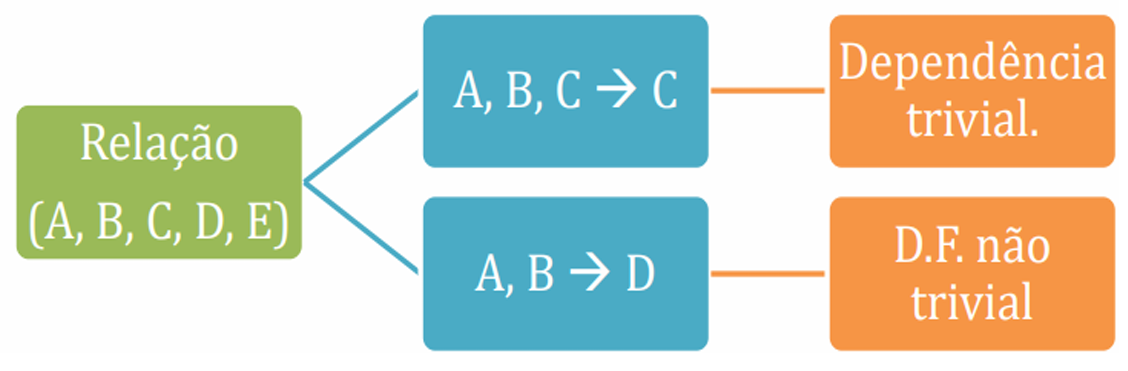 Relação
(A, B, C, D, E)
A, B, C → C
Dependência
trivial.
A, B → D
D.F. não
trivial